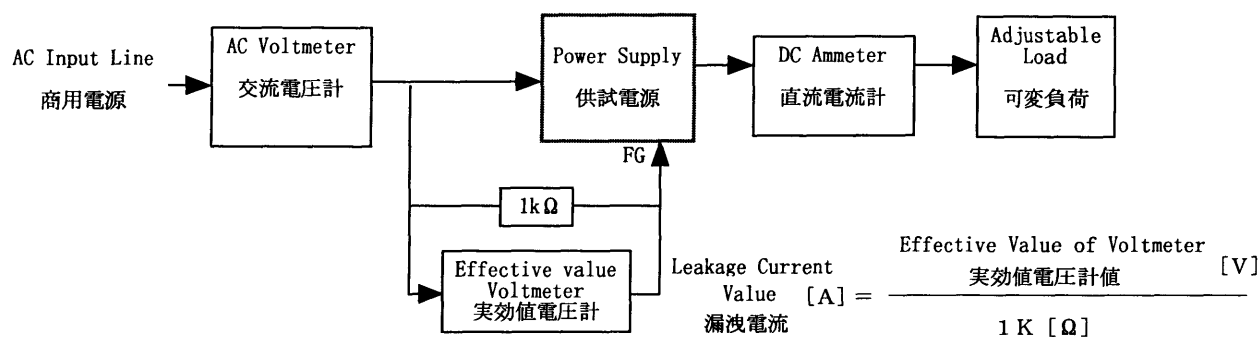 AC Input Line
商用電源
AC Voltmeter
交流電圧計
Power Supply
供試電源
FG
DC Ammeter
直流電流計
Adjustable
Load
可変負荷
1kΩ
Effective value
Voltmeter
実効値電圧計
Leakage Current
Value [A] =
漏洩電流
Effective Value of Voltmeter
実効値電圧計値 [V]
1 K [Ω]